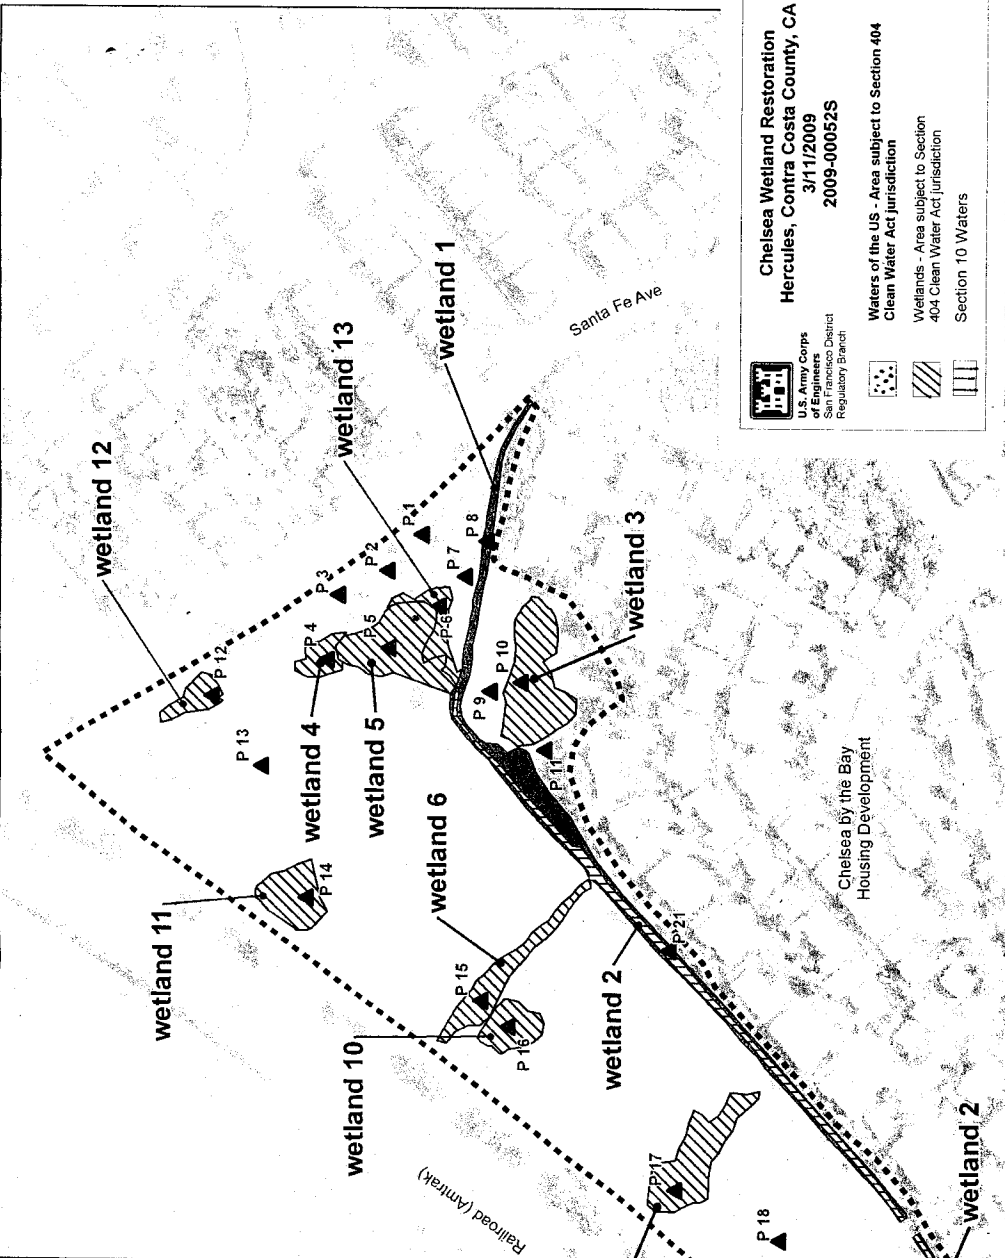 Chelsea Wetland Restoration
Hercules, Contra Costa County, CA
3/11/2009
2009-00052S
U.S. Army Corps
of Engineers
San Francisco District
Regulatory Branch
Waters of the US - Area subject to Section 404
Clean Water Act jurisdiction
Wetlands - Area subject to Section
404 Clean Water Act jurisdiction
Section 10 Waters
Santa Fe Ave
wetland 1
wetland 13
wetland 12
wetland 3
P 1
P 2
P 3
P 4
P 5
P 6
P 7
P 8
P 9
P 10
P 11
P 12
P 13
wetland 4
wetland 5
wetland 6
wetland 11
P 14
P 15
P 16
wetland 10
wetland 2
P 21
Chelsea by the Bay
Housing Development
Railroad (Amtrak)
P 17
P 18
wetland 2